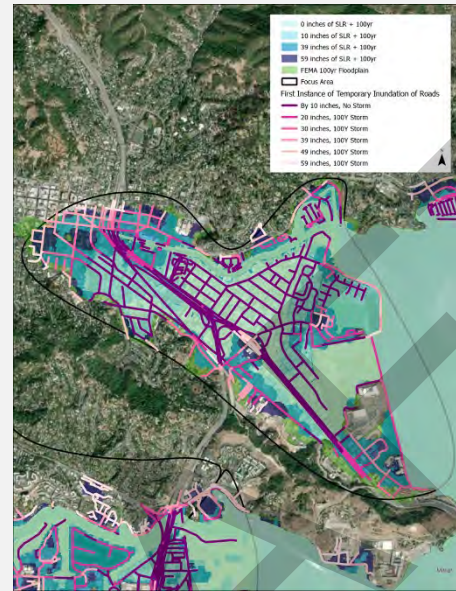 0 inches of SLR + 100yr
10 inches of SLR + 100yr
39 inches of SLR + 100yr
59 inches of SLR + 100yr
FEMA 100yr Floodplain
Focus Area
First Instance of Temporary Inundation of Roads
By 10 inches, No Storm
20 inches, 100Y Storm
30 inches, 100Y Storm
39 inches, 100Y Storm
49 inches, 100Y Storm
59 inches, 100Y Storm